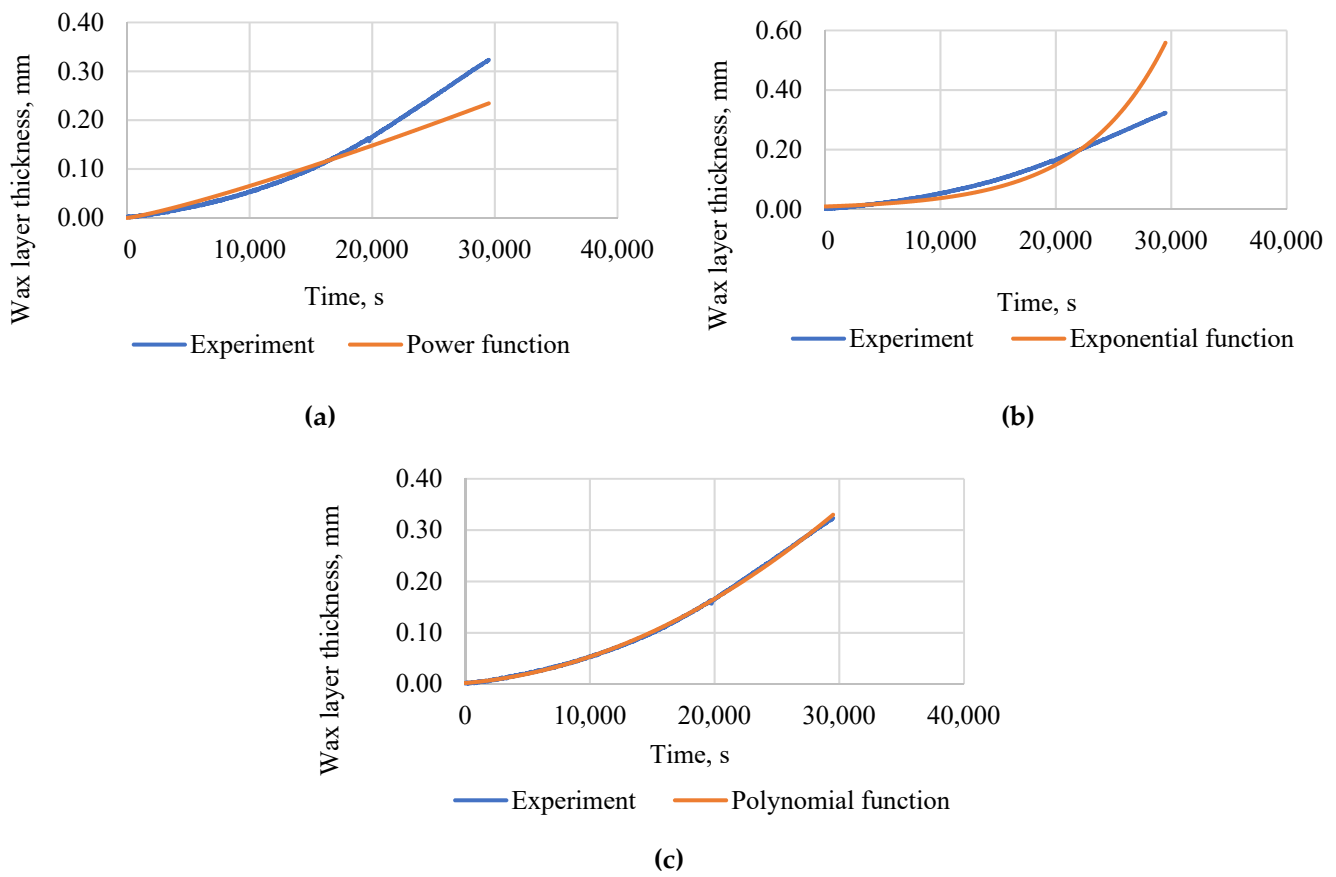 0.40
0.30
0.20
0.10
0.00
0
10,000
20,000
30,000
40,000
Wax layer thickness, mm
Time, s
Experiment
Power function
(a)
0.60
0.40
0.20
0.00
0
10,000
20,000
30,000
40,000
Wax layer thickness, mm
Time, s
Experiment
Exponential function
(b)
0.40
0.30
0.20
0.10
0.00
0
10,000
20,000
30,000
40,000
Wax layer thickness, mm
Time, s
Experiment
Polynomial function
(c)